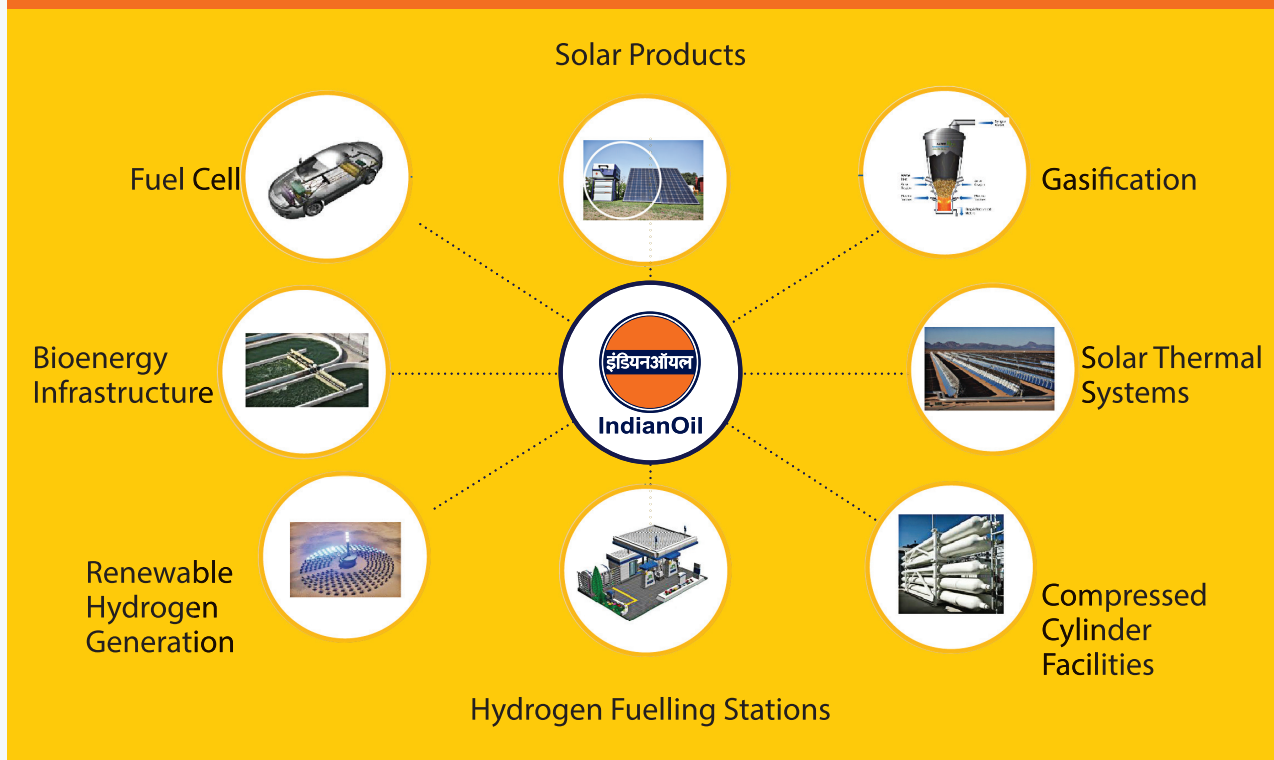 Solar Products
Fuel Cell
Gasification
Bioenergy
Infrastructure
इंडियनऑयल
IndianOil
Solar Thermal
Systems
Renewable
Hydrogen
Generation
Compressed
Cylinder
Facilities
Hydrogen Fuelling Stations